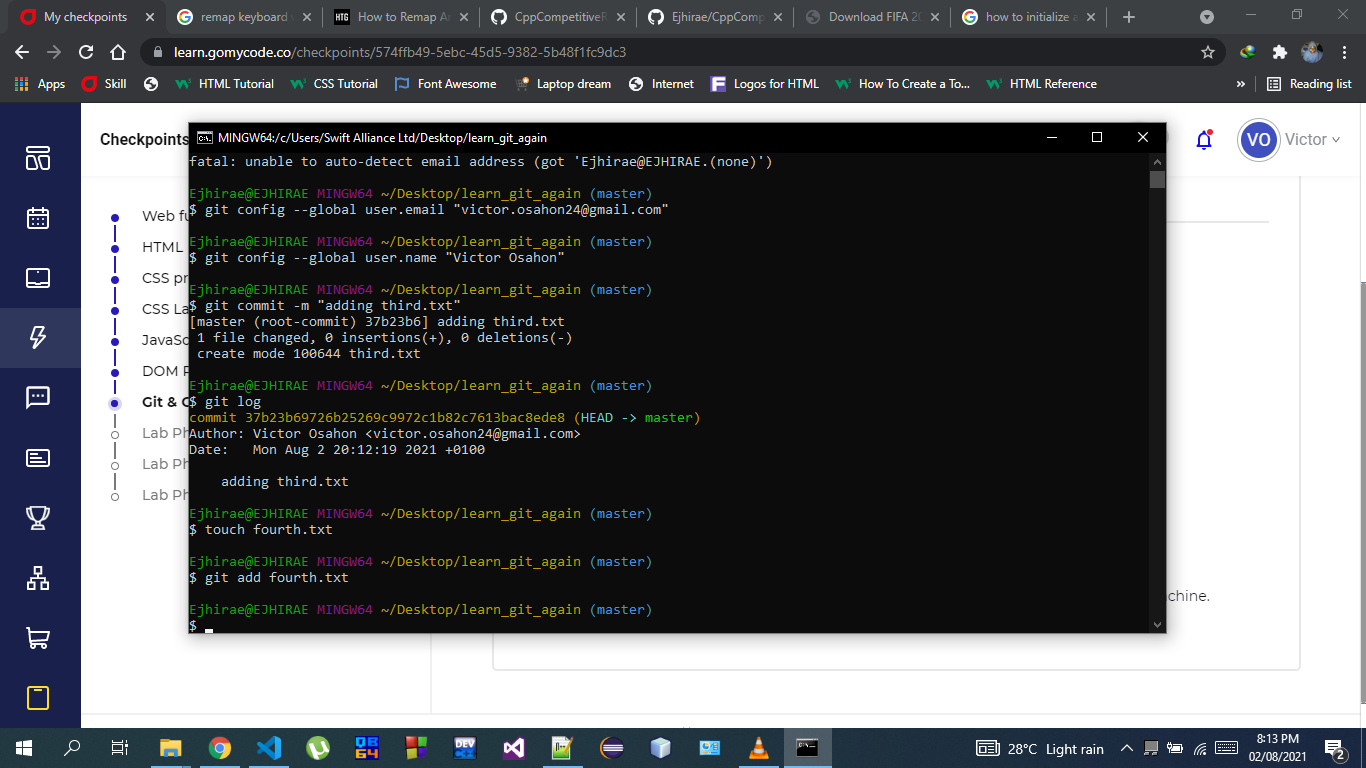 My checkpoints
remap keyboard
How to Remap A
CppCompetitiveR
Ejhirae/CppComp
Download FIFA 20
how to initialize a
learn.gomycode.co/checkpoints/574ffb49-5ebc-45d5-9382-5b48f1fc9dc3
Apps
Skill
HTML Tutorial
CSS Tutorial
Font Awesome
Laptop dream
Internet
Logos for HTML
How To Create a To...
HTML Reference
»
Reading list
Checkpoints
VO
Victor
Web fu
HTML
CSS pr
CSS La
JavaSc
DOM P
Git & G
Lab Ph
Lab Ph
Lab Ph
chine.
MINGW64:/c/Users/Swift Alliance Ltd/Desktop/learn_git_again
fatal: unable to auto-detect email address (got 'Ejhirae@EJHIRAE.(none)')
Ejhirae@EJHIRAE MINGW64 ~/Desktop/learn_git_again (master)
$ git config --global user.email "victor.osahon24@gmail.com"
Ejhirae@EJHIRAE MINGW64 ~/Desktop/learn_git_again (master)
$ git config --global user.name "Victor Osahon"
Ejhirae@EJHIRAE MINGW64 ~/Desktop/learn_git_again (master)
$ git commit -m "adding third.txt"
[master (root-commit) 37b23b6] adding third.txt
1 file changed, 0 insertions(+), 0 deletions(-)
create mode 100644 third.txt
Ejhirae@EJHIRAE MINGW64 ~/Desktop/learn_git_again (master)
$ git log
commit 37b23b69726b25269c9972c1b82c7613bac8ede8 (HEAD -> master)
Author: Victor Osahon <victor.osahon24@gmail.com>
Date:   Mon Aug 2 20:12:19 2021 +0100
adding third.txt
Ejhirae@EJHIRAE MINGW64 ~/Desktop/learn_git_again (master)
$ touch fourth.txt
Ejhirae@EJHIRAE MINGW64 ~/Desktop/learn_git_again (master)
$ git add fourth.txt
Ejhirae@EJHIRAE MINGW64 ~/Desktop/learn_git_again (master)
$
28°C Light rain
8:13 PM
02/08/2021
2